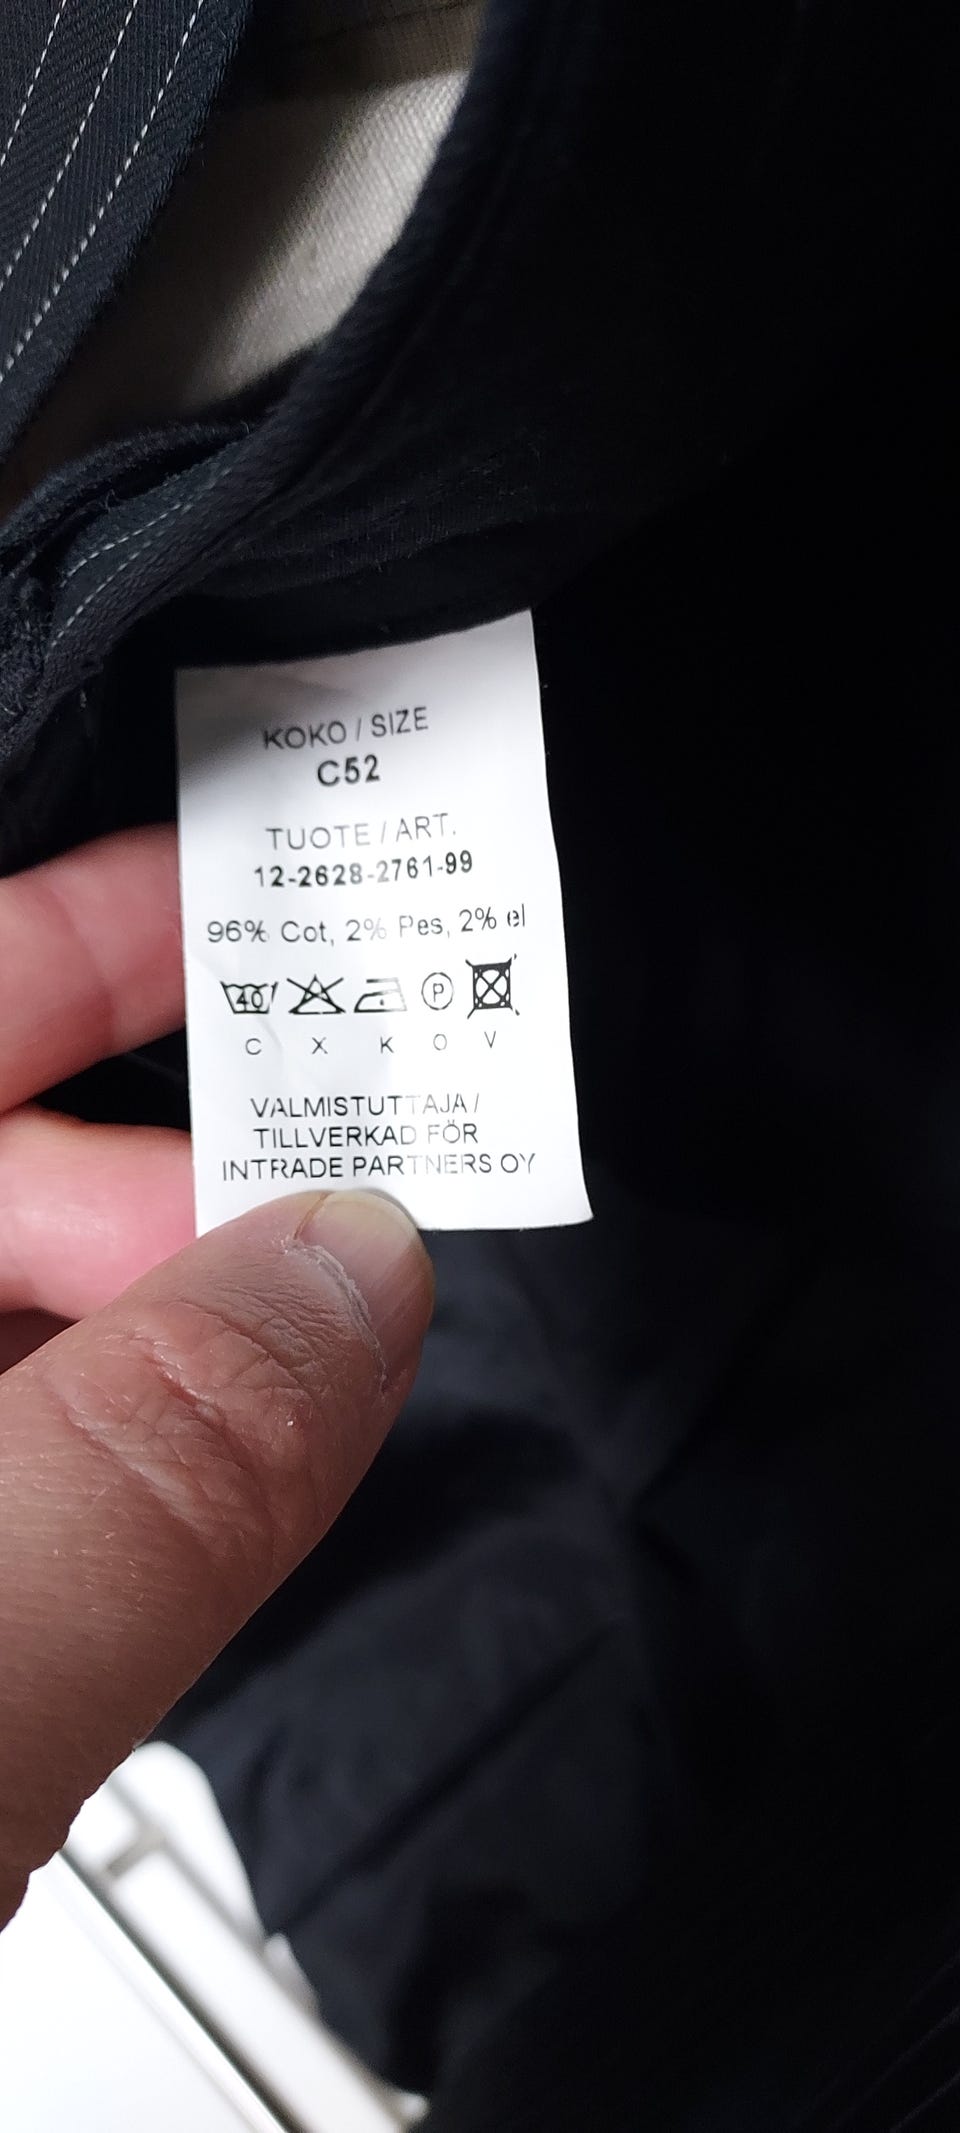 KOKO / SIZE
C52
TUOTE / ART.
12-2628-2761-99
96% Cot, 2% Pes, 2% el
40 P
C X K O V
VALMISTUTTAJA /
TILLVERKAD FÖR
INTRADE PARTNERS OY